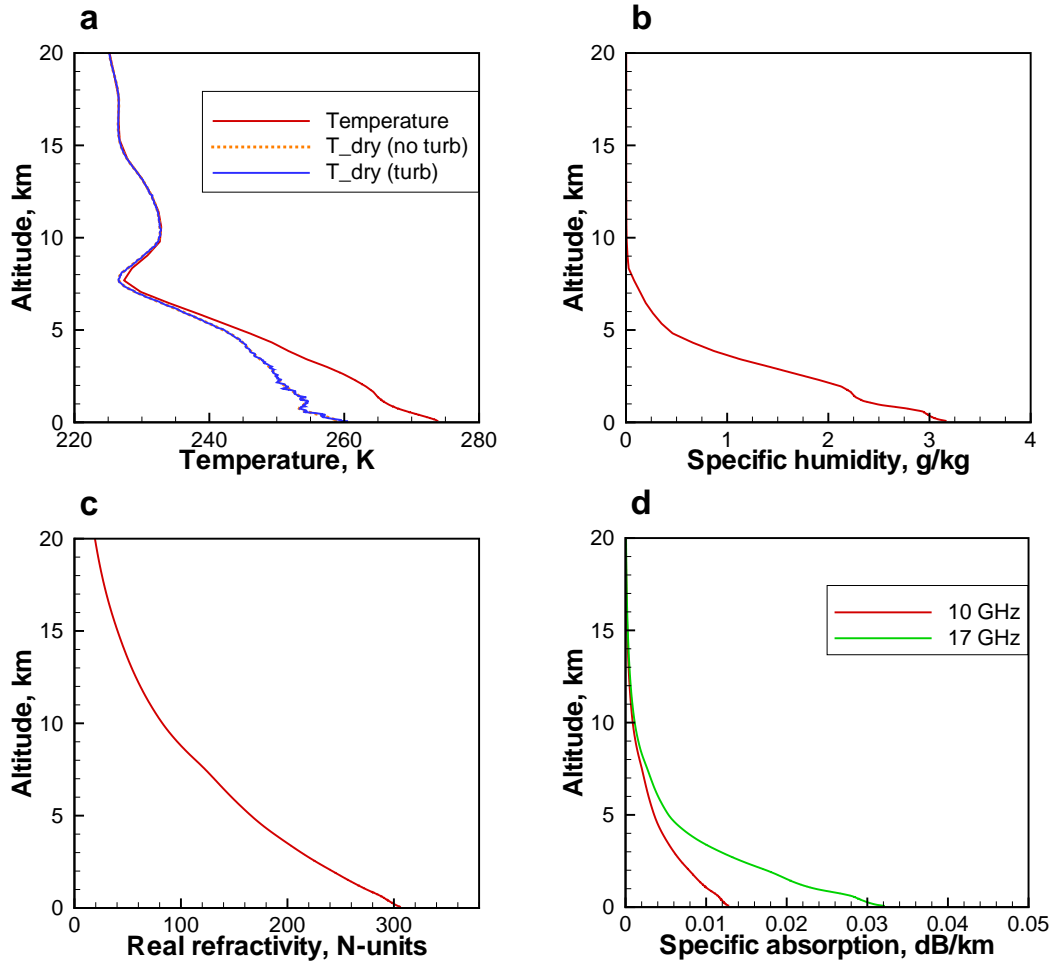 a
20
15
10
5
0
Altitude, km
Temperature
T_dry (no turb)
T_dry (turb)
220
240
260
280
Temperature, K
b
20
15
10
5
0
Altitude, km
0
1
2
3
4
Specific humidity, g/kg
c
20
15
10
5
0
Altitude, km
0
100
200
300
Real refractivity, N-units
d
20
15
10
5
0
Altitude, km
10 GHz
17 GHz
0
0.01
0.02
0.03
0.04
0.05
Specific absorption, dB/km